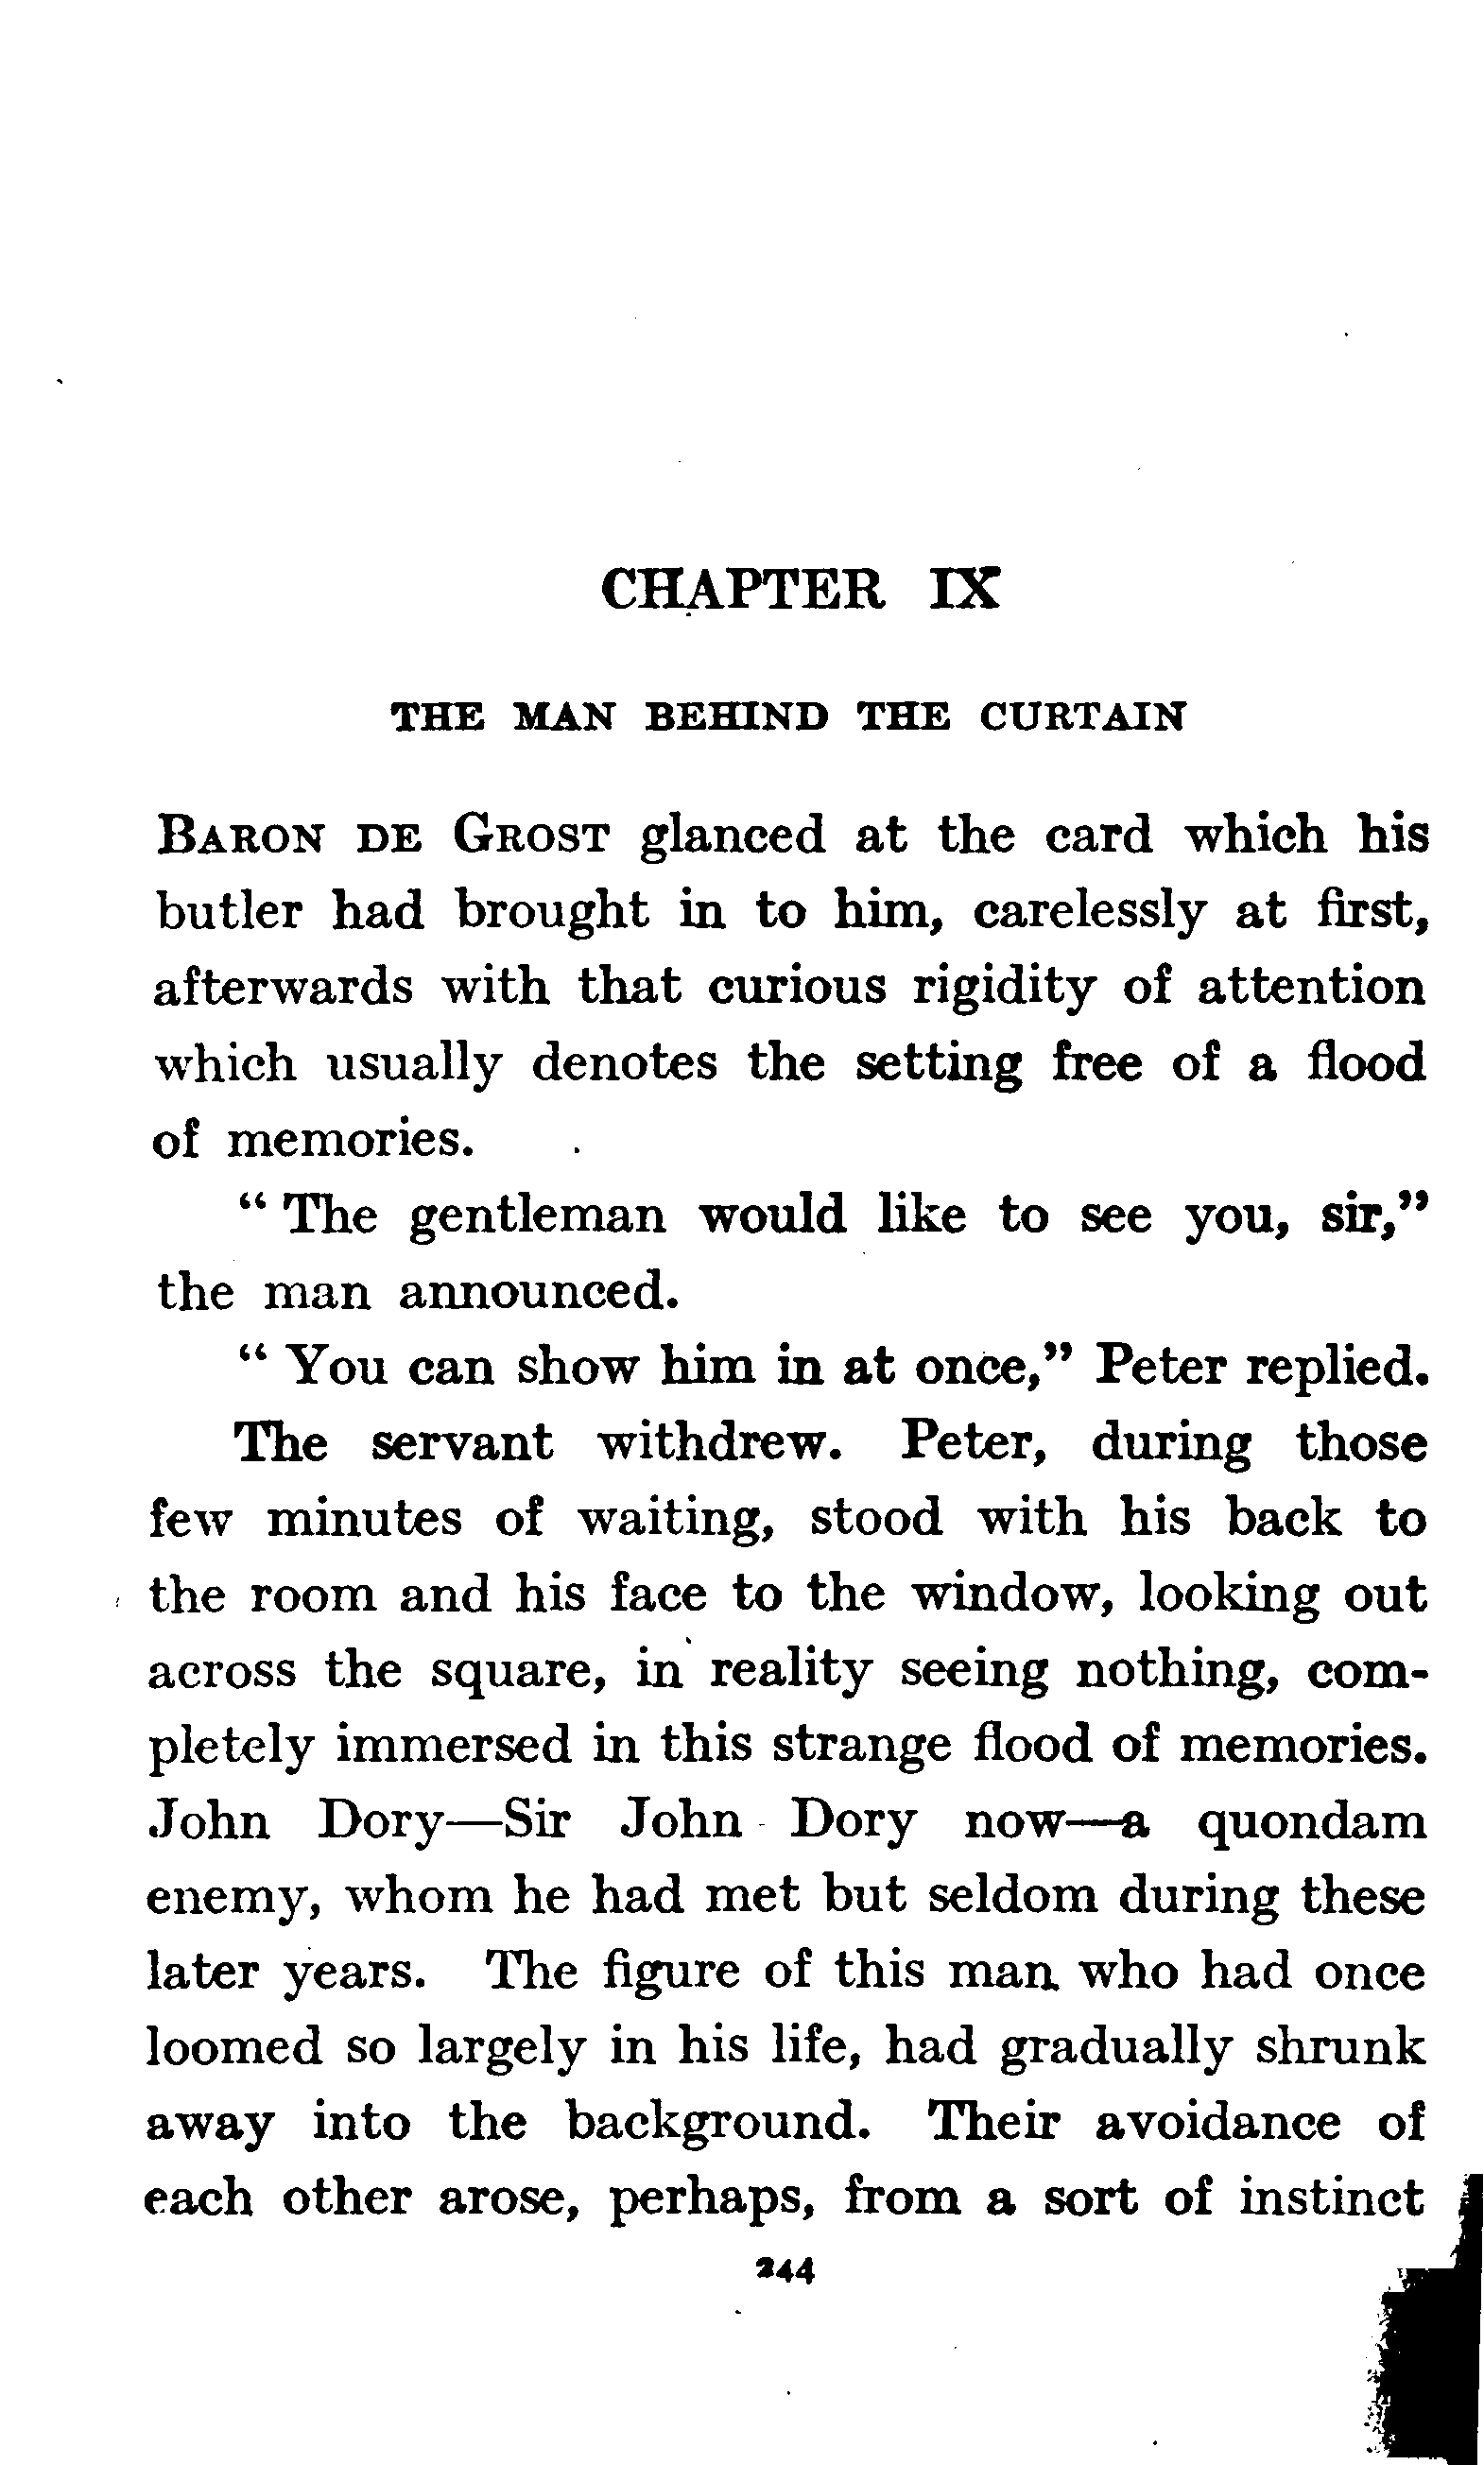 CHAPTER IX
THE MAN BEHIND THE CURTAIN
BARON DE GROST glanced at the card which his
butler had brought in to him, carelessly at first,
afterwards with that curious rigidity of attention
which usually denotes the setting free of a flood
of memories.
“ The gentleman would like to see you, sir,”
the man announced.
“ You can show him in at once,” Peter replied.
The servant withdrew. Peter, during those
few minutes of waiting, stood with his back to
the room and his face to the window, looking out
across the square, in reality seeing nothing, com-
pletely immersed in this strange flood of memories.
John Dory—Sir John Dory now—a quondam
enemy, whom he had met but seldom during these
later years. The figure of this man who had once
loomed so largely in his life, had gradually shrunk
away into the background. Their avoidance of
each other arose, perhaps, from a sort of instinct
244